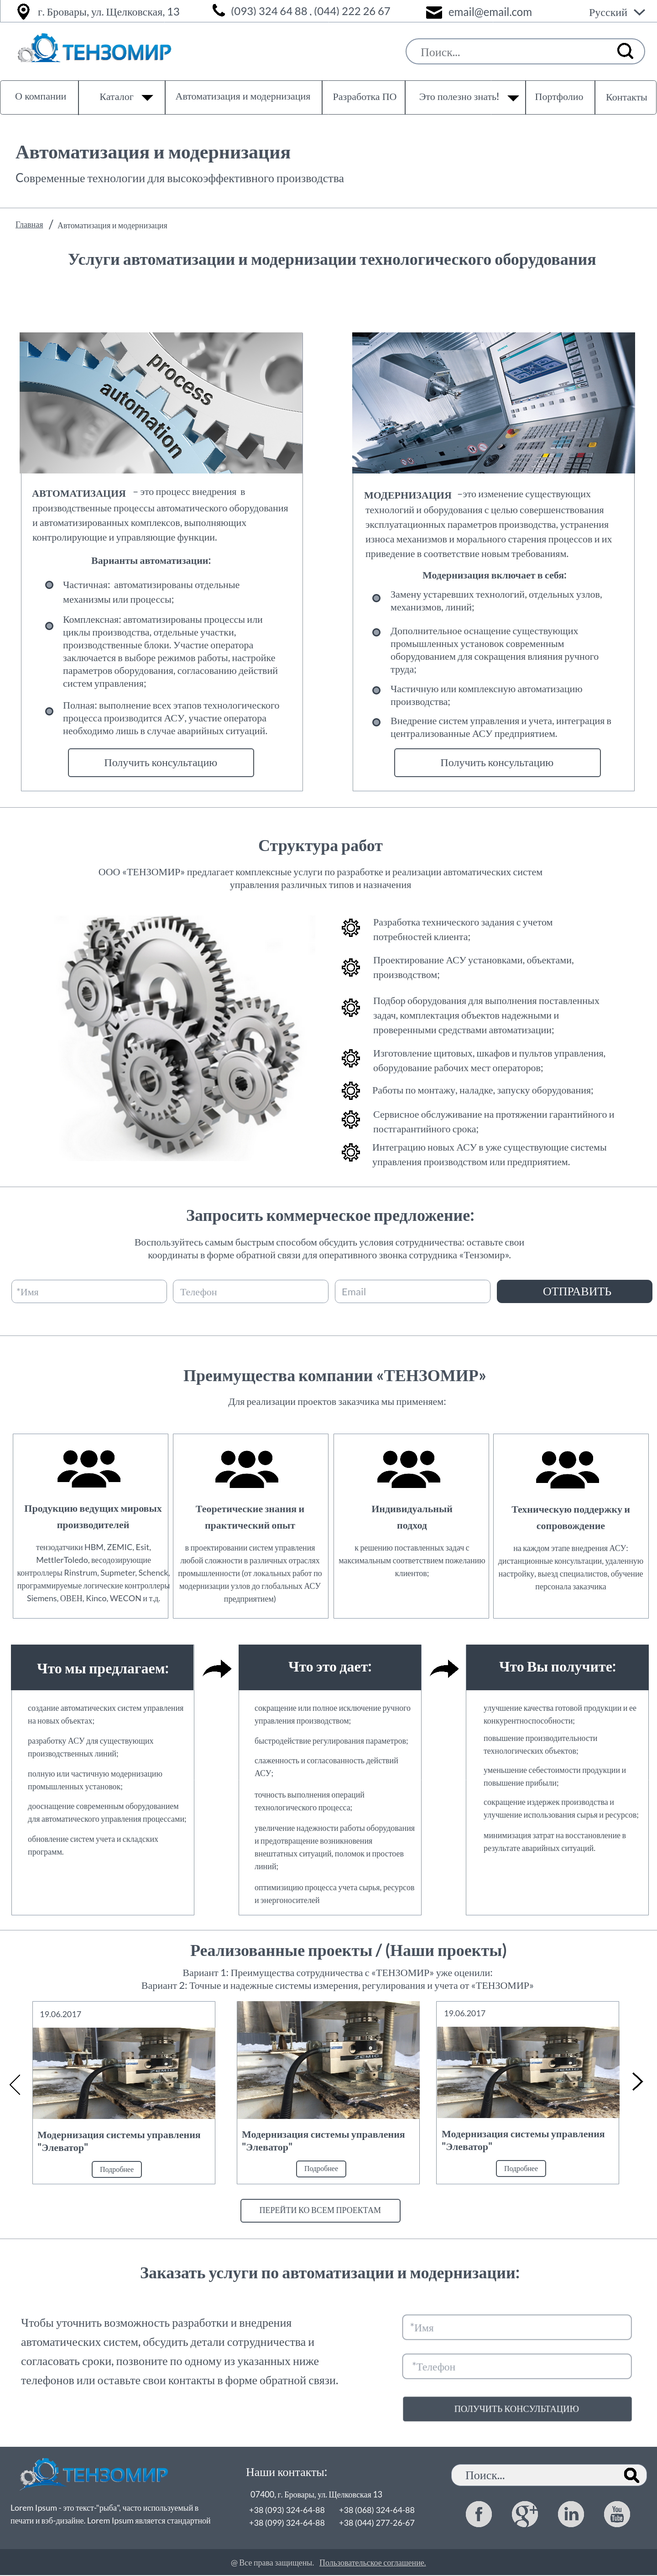 г. Бровары, ул. Щелковская, 13
(093) 324 64 88 , (044) 222 26 67
email@email.com
Русский
ТЕНЗОМИР
Поиск...
О компании
Каталог
Автоматизация и модернизация
Разработка ПО
Это полезно знать!
Портфолио
Контакты
Автоматизация и модернизация
Современные технологии для высокоэффективного производства
Главная / Автоматизация и модернизация
Услуги автоматизации и модернизации технологического оборудования
process
automation
АВТОМАТИЗАЦИЯ – это процесс внедрения в
производственные процессы автоматического оборудования
и автоматизированных комплексов, выполняющих
контролирующие и управляющие функции.
Варианты автоматизации:
Частичная: автоматизированы отдельные
механизмы или процессы;
Комплексная: автоматизированы процессы или
циклы производства, отдельные участки,
производственные блоки. Участие оператора
заключается в выборе режимов работы, настройке
параметров оборудования, согласованию действий
систем управления;
Полная: выполнение всех этапов технологического
процесса производится АСУ, участие оператора
необходимо лишь в случае аварийных ситуаций.
Получить консультацию
МОДЕРНИЗАЦИЯ –это изменение существующих
технологий и оборудования с целью совершенствования
эксплуатационных параметров производства, устранения
износа механизмов и морального старения процессов и их
приведение в соответствие новым требованиям.
Модернизация включает в себя:
Замену устаревших технологий, отдельных узлов,
механизмов, линий;
Дополнительное оснащение существующих
промышленных установок современным
оборудованием для сокращения влияния ручного
труда;
Частичную или комплексную автоматизацию
производства;
Внедрение систем управления и учета, интеграция в
централизованные АСУ предприятием.
Получить консультацию
Структура работ
ООО «ТЕНЗОМИР» предлагает комплексные услуги по разработке и реализации автоматических систем
управления различных типов и назначения
Разработка технического задания с учетом
потребностей клиента;
Проектирование АСУ установками, объектами,
производством;
Подбор оборудования для выполнения поставленных
задач, комплектация объектов надежными и
проверенными средствами автоматизации;
Изготовление щитовых, шкафов и пультов управления,
оборудование рабочих мест операторов;
Работы по монтажу, наладке, запуску оборудования;
Сервисное обслуживание на протяжении гарантийного и
постгарантийного срока;
Интеграцию новых АСУ в уже существующие системы
управления производством или предприятием.
Запросить коммерческое предложение:
Воспользуйтесь самым быстрым способом обсудить условия сотрудничества: оставьте свои
координаты в форме обратной связи для оперативного звонка сотрудника «Тензомир».
*Имя
Телефон
Email
ОТПРАВИТЬ
Преимущества компании «ТЕНЗОМИР»
Для реализации проектов заказчика мы применяем:
Продукцию ведущих мировых
производителей
тензодатчики HBM, ZEMIC, Esit,
MettlerToledo, весодозирующие
контроллеры Rinstrum, Supmeter, Schenck,
программируемые логические контроллеры
Siemens, ОВЕН, Kinco, WECON и т.д.
Теоретические знания и
практический опыт
в проектировании систем управления
любой сложности в различных отраслях
промышленности (от локальных работ по
модернизации узлов до глобальных АСУ
предприятием)
Индивидуальный
подход
к решению поставленных задач с
максимальным соответствием пожеланию
клиентов;
Техническую поддержку и
сопровождение
на каждом этапе внедрения АСУ:
дистанционные консультации, удаленную
настройку, выезд специалистов, обучение
персонала заказчика
Что мы предлагаем:
создание автоматических систем управления
на новых объектах;
разработку АСУ для существующих
производственных линий;
полную или частичную модернизацию
промышленных установок;
дооснащение современным оборудованием
для автоматического управления процессами;
обновление систем учета и складских
программ.
Что это дает:
сокращение или полное исключение ручного
управления производством;
быстродействие регулирования параметров;
слаженность и согласованность действий
АСУ;
точность выполнения операций
технологического процесса;
увеличение надежности работы оборудования
и предотвращение возникновения
внештатных ситуаций, поломок и простоев
линий;
оптимизицию процесса учета сырья, ресурсов
и энергоносителей
Что Вы получите:
улучшение качества готовой продукции и ее
конкурентноспособности;
повышение производительности
технологических объектов;
уменьшение себестоимости продукции и
повышение прибыли;
сокращение издержек производства и
улучшение использования сырья и ресурсов;
минимизация затрат на восстановление в
результате аварийных ситуаций.
Реализованные проекты / (Наши проекты)
Вариант 1: Преимущества сотрудничества с «ТЕНЗОМИР» уже оценили:
Вариант 2: Точные и надежные системы измерения, регулирования и учета от «ТЕНЗОМИР»
19.06.2017
Модернизация системы управления
"Элеватор"
Подробнее
Модернизация системы управления
"Элеватор"
Подробнее
19.06.2017
Модернизация системы управления
"Элеватор"
Подробнее
ПЕРЕЙТИ КО ВСЕМ ПРОЕКТАМ
Заказать услуги по автоматизации и модернизации:
Чтобы уточнить возможность разработки и внедрения
автоматических систем, обсудить детали сотрудничества и
согласовать сроки, позвоните по одному из указанных ниже
телефонов или оставьте свои контакты в форме обратной связи.
*Имя
*Телефон
ПОЛУЧИТЬ КОНСУЛЬТАЦИЮ
ТЕНЗОМИР
Lorem Ipsum - это текст-"рыба", часто используемый в
печати и вэб-дизайне. Lorem Ipsum является стандартной
Наши контакты:
07400, г. Бровары, ул. Щелковская 13
+38 (093) 324-64-88 +38 (068) 324-64-88
+38 (099) 324-64-88 +38 (044) 277-26-67
Поиск...
@ Все права защищены. Пользовательское соглашение.